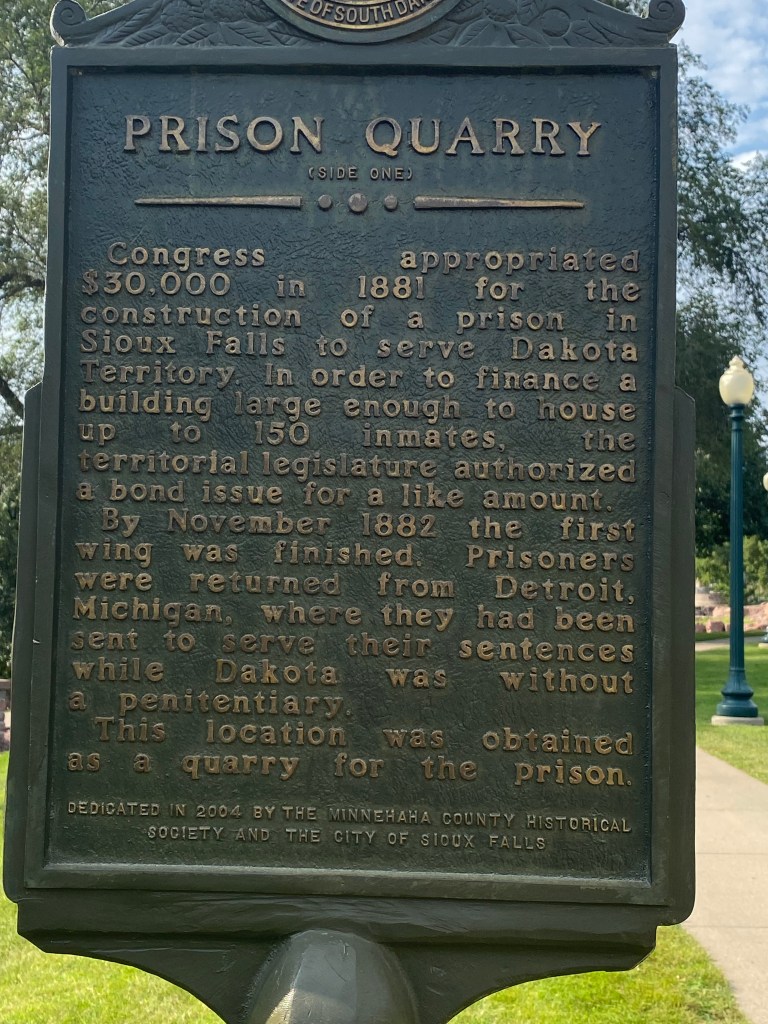 E OF SOUTH DA
PRISON QUARRY
(SIDE ONE)
Congress appropriated
$30,000 in 1881 for the
construction of a prison in
Sioux Falls to serve Dakota
Territory. In order to finance a
building large enough to house
up to 150 inmates, the
territorial legislature authorized
a bond issue for a like amount.
By November 1882 the first
wing was finished. Prisoners
were returned from Detroit,
Michigan, where they had been
sent to serve their sentences
while Dakota was without
a penitentiary.
This location was obtained
as a quarry for the prison.
DEDICATED IN 2004 BY THE MINNEHAHA COUNTY HISTORICAL
SOCIETY AND THE CITY OF SIOUX FALLS